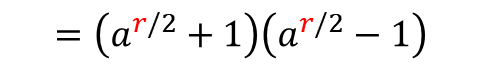 = (a^{r/2} + 1)(a^{r/2} − 1)